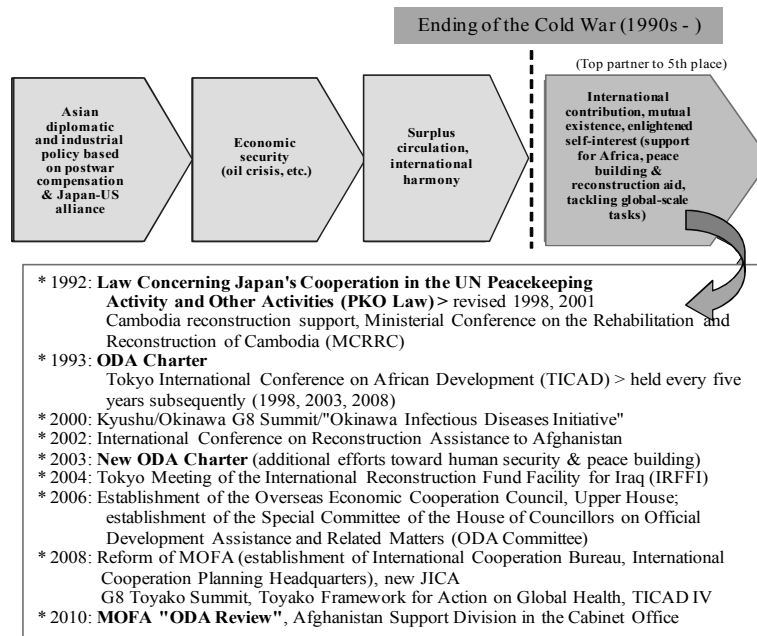 Ending of the Cold War (1990s - )
(Top partner to 5th place)
Asian
diplomatic
and industrial
policy based
on postwar
compensation
& Japan-US
alliance
Economic
security
(oil crisis, etc.)
Surplus
circulation,
international
harmony
International
contribution, mutual
existence, enlightened
self-interest (support
for Africa, peace
building &
reconstruction aid,
tackling global-scale
tasks)
* 1992: Law Concerning Japan's Cooperation in the UN Peacekeeping
Activity and Other Activities (PKO Law) > revised 1998, 2001
Cambodia reconstruction support, Ministerial Conference on the Rehabilitation and
Reconstruction of Cambodia (MCRRC)
* 1993: ODA Charter
Tokyo International Conference on African Development (TICAD) > held every five
years subsequently (1998, 2003, 2008)
* 2000: Kyushu/Okinawa G8 Summit/"Okinawa Infectious Diseases Initiative"
* 2002: International Conference on Reconstruction Assistance to Afghanistan
* 2003: New ODA Charter (additional efforts toward human security & peace building)
* 2004: Tokyo Meeting of the International Reconstruction Fund Facility for Iraq (IRFFI)
* 2006: Establishment of the Overseas Economic Cooperation Council, Upper House;
establishment of the Special Committee of the House of Councillors on Official
Development Assistance and Related Matters (ODA Committee)
* 2008: Reform of MOFA (establishment of International Cooperation Bureau, International
Cooperation Planning Headquarters), new JICA
G8 Toyako Summit, Toyako Framework for Action on Global Health, TICAD IV
* 2010: MOFA "ODA Review", Afghanistan Support Division in the Cabinet Office